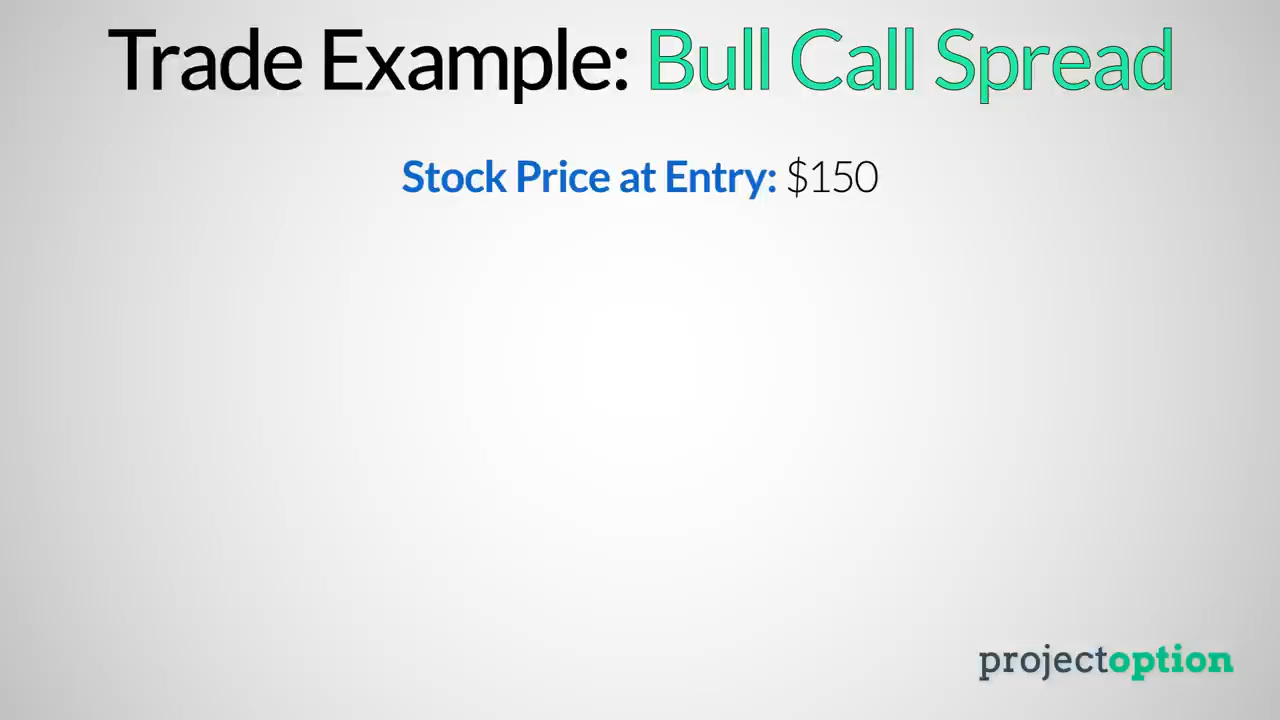 Trade Example: Bull Call Spread
Stock Price at Entry: $150
projectoption